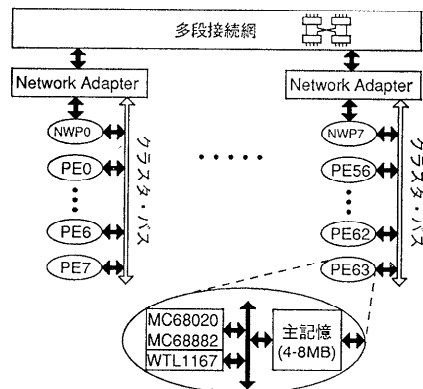 多段接続網
Network Adapter
Network Adapter
NWP0
PE0
PE6
PE7
クラスタ・バス
NWP7
PE56
PE62
PE63
クラスタ・バス
MC68020
MC68882
WTL1167
主記憶
(4-8MB)